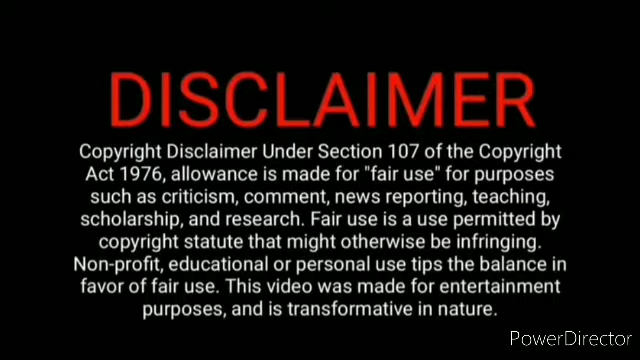 DISCLAIMER
Copyright Disclaimer Under Section 107 of the Copyright
Act 1976, allowance is made for "fair use" for purposes
such as criticism, comment, news reporting, teaching,
scholarship, and research. Fair use is a use permitted by
copyright statute that might otherwise be infringing.
Non-profit, educational or personal use tips the balance in
favor of fair use. This video was made for entertainment
purposes, and is transformative in nature.
PowerDirector